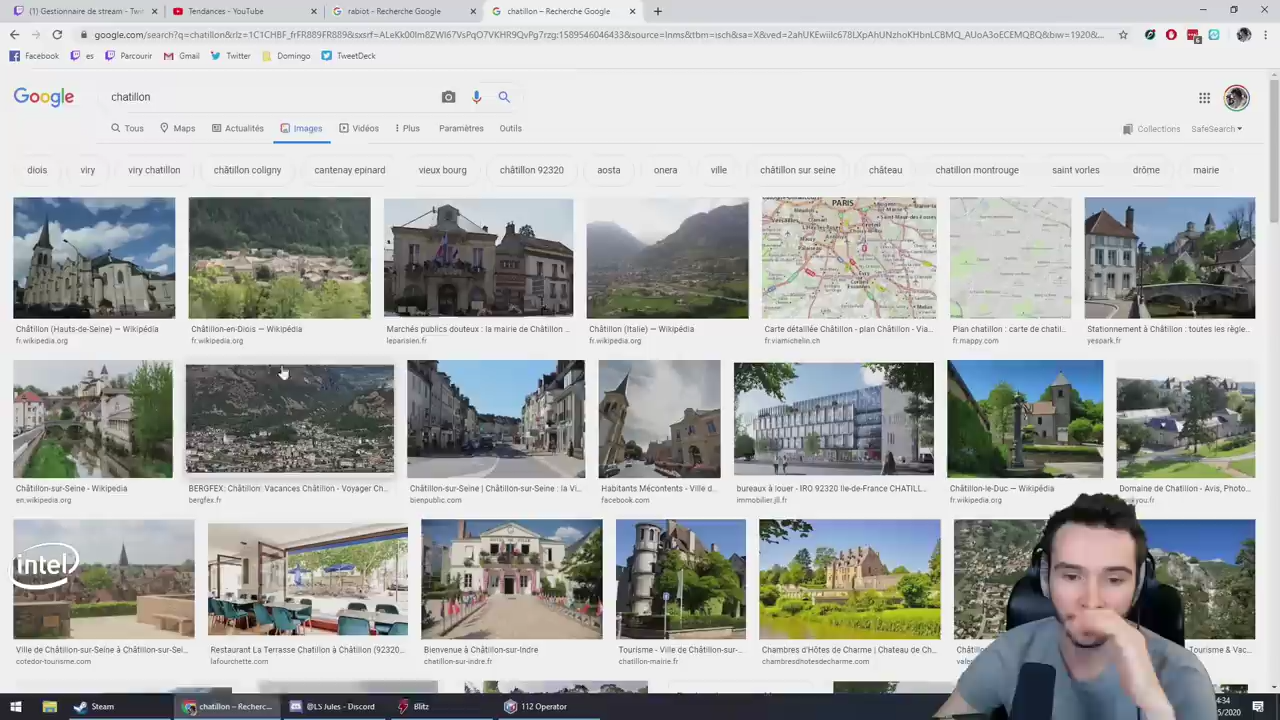 (1) Gestionnaire de stream - Twi
Tendances - YouTube
rabiot - Recherche Google
chatillon – Recherche Google
Facebook
es
Parcourir
Gmail
Twitter
Domingo
TweetDeck
Google
chatillon
Tous
Maps
Actualités
Images
Vidéos
Plus
Paramètres
Outils
Collections
SafeSearch
diois
viry
viry chatillon
châtillon coligny
cantenay epinard
vieux bourg
châtillon 92320
aosta
onera
ville
châtillon sur seine
château
chatillon montrouge
saint vorles
drôme
mairie
PARIS
Châtillon (Hauts-de-Seine) — Wikipédia
fr.wikipedia.org
Châtillon-en-Diois — Wikipédia
fr.wikipedia.org
Marchés publics douteux : la mairie de Châtillon ...
leparisien.fr
Châtillon (Italie) — Wikipédia
fr.wikipedia.org
Carte détaillée Châtillon - plan Châtillon - Via...
fr.viamichelin.ch
Plan chatillon : carte de chatil...
fr.mappy.com
Stationnement à Châtillon : toutes les règle...
yespark.fr
Châtillon-sur-Seine - Wikipedia
en.wikipedia.org
BERGFEX: Châtillon: Vacances Châtillon - Voyager Ch...
bergfex.fr
Châtillon-sur-Seine | Châtillon-sur-Seine : la Vi...
bienpublic.com
Habitants Mécontents - Ville d...
facebook.com
bureaux à louer - IRO 92320 Ile-de-France CHATILL...
immobilier.jll.fr
Châtillon-le-Duc — Wikipédia
fr.wikipedia.org
Domaine de Chatillon - Avis, Photo...
intel
Ville de Châtillon-sur-Seine à Châtillon-sur-Sei...
cotedor-tourisme.com
Restaurant La Terrasse Chatillon à Châtillon (92320...
lafourchette.com
Bienvenue à Châtillon-sur-Indre
chatillon-sur-indre.fr
Tourisme - Ville de Châtillon-sur-...
chatillon-mairie.fr
Chambres d'Hôtes de Charme | Chateau de Ch...
chambresdhotesdecharme.com
Tourisme & Vac...
Steam
chatillon – Recherc...
@LS Jules - Discord
Blitz
112 Operator